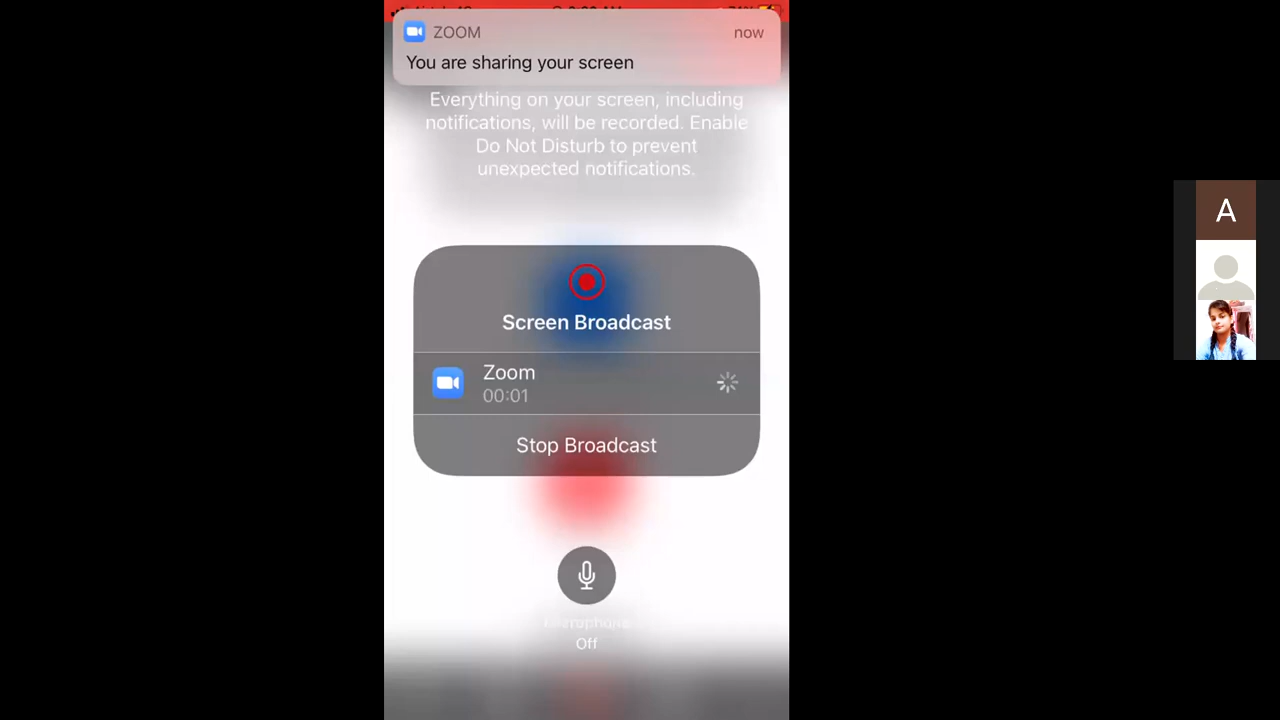 ZOOM
now
You are sharing your screen
Everything on your screen, including
notifications, will be recorded. Enable
Do Not Disturb to prevent
unexpected notifications.
Screen Broadcast
Zoom
00:01
Stop Broadcast
Microphone
Off
A